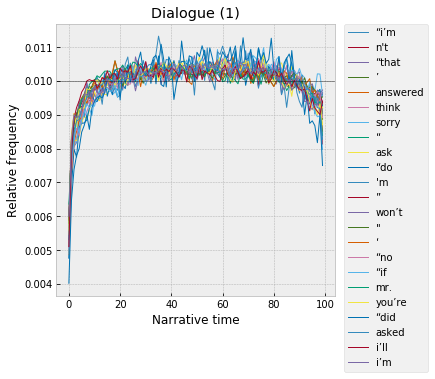 Dialogue (1)
Relative frequency
0.011
0.010
0.009
0.008
0.007
0.006
0.005
0.004
0 20 40 60 80 100
Narrative time
"i'm
n't
“that
’
answered
think
sorry
“
ask
“do
'm
”
won’t
"
‘
“no
“if
mr.
you’re
“did
asked
i’ll
i’m